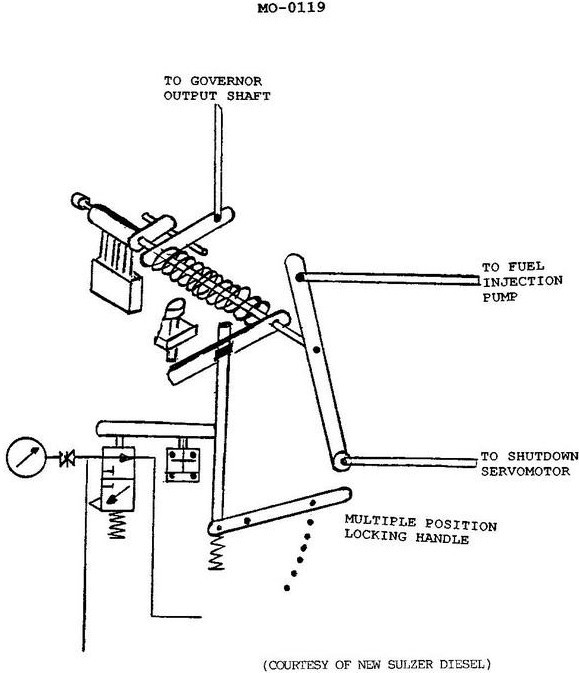 MO-0119
TO GOVERNOR
OUTPUT SHAFT
TO FUEL
INJECTION
PUMP
TO SHUTDOWN
SERVOMOTOR
MULTIPLE POSITION
LOCKING HANDLE
(COURTESY OF NEW SULZER DIESEL)